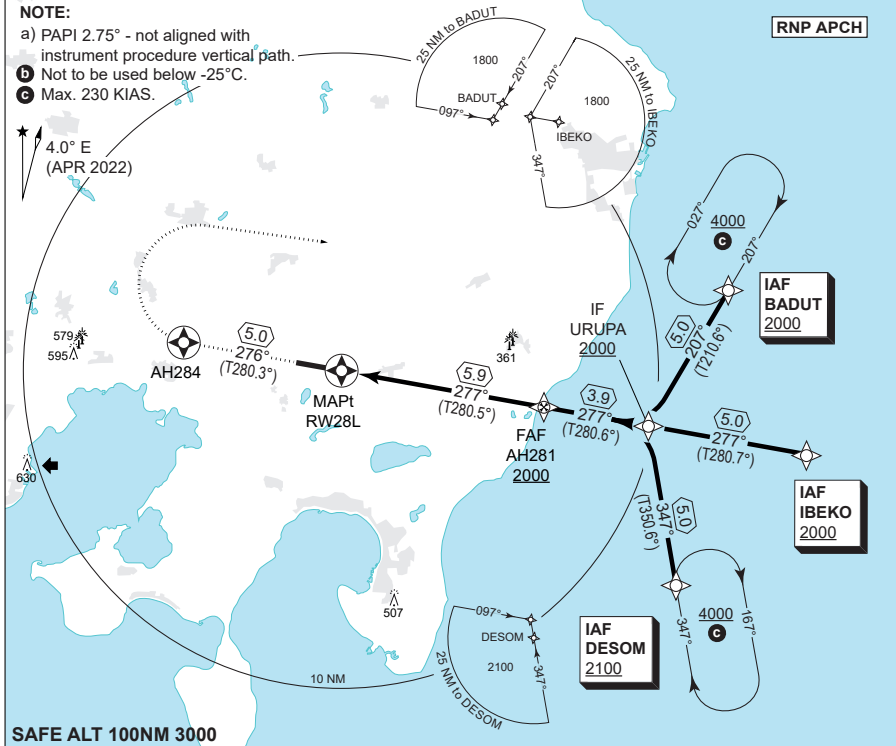 NOTE:
a) PAPI 2.75° - not aligned with
instrument procedure vertical path.
b Not to be used below -25°C.
c Max. 230 KIAS.
RNP APCH
4.0° E
(APR 2022)
25 NM to BADUT
1800
207°
BADUT
097°
25 NM to IBEKO
207°
1800
IBEKO
347°
027°
4000
c
207°
IAF
BADUT
2000
5.0
207°
(T210.6°)
IF
URUPA
2000
579
595
AH284
5.0
276°
(T280.3°)
MAPt
RW28L
361
5.9
277°
(T280.5°)
FAF
AH281
2000
3.9
277°
(T280.6°)
5.0
277°
(T280.7°)
IAF
IBEKO
2000
630
5.0
347°
(T350.6°)
507
097°
DESOM
2100
347°
25 NM to DESOM
IAF
DESOM
2100
4000
c
347°
167°
10 NM
SAFE ALT 100NM 3000